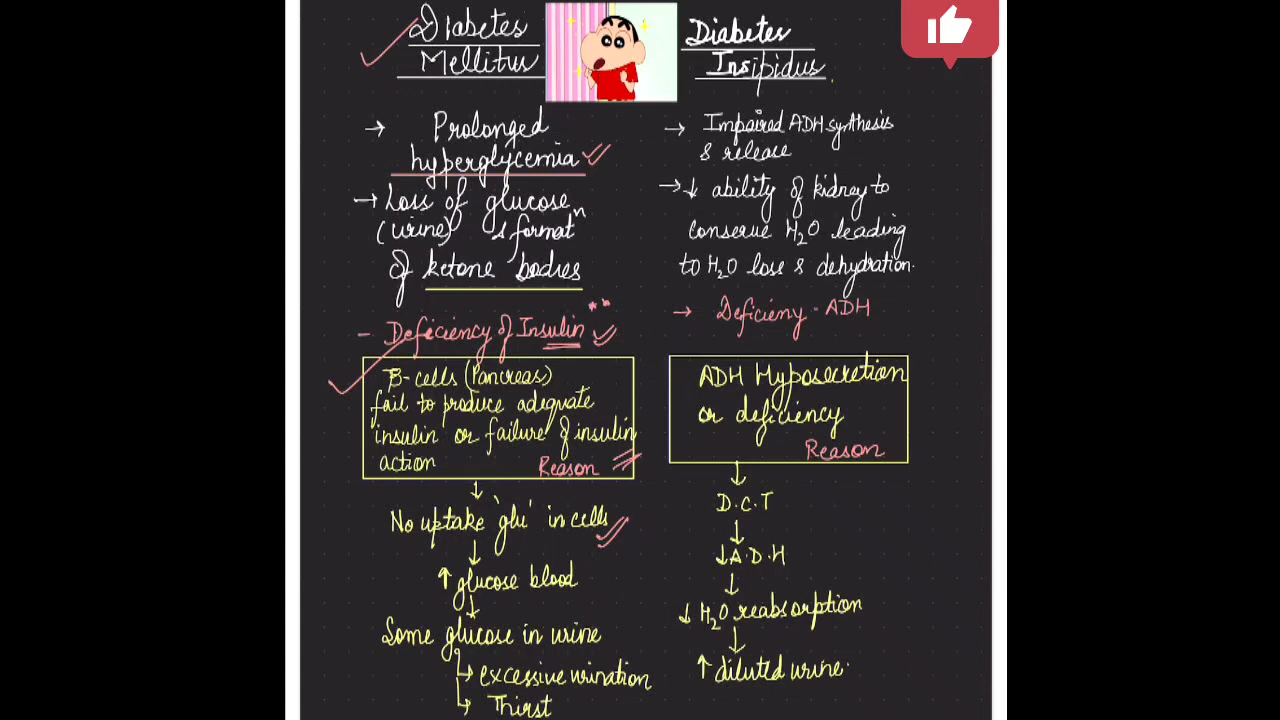 Diabetes
Mellitus
→ Prolonged
hyperglycemia
→ Loss of glucose
(urine) & formatⁿ
of ketone bodies
- Deficiency of Insulin **
B-cells (Pancreas)
fail to produce adequate
insulin or failure of insulin
action Reason
↓
No uptake 'glu' in cells
↓
↑ glucose blood
↓
Some glucose in urine
→ excessive urination
→ Thirst
Diabetes
Insipidus
→ Impaired ADH synthesis
& release
→ ↓ ability of kidney to
conserve H₂O leading
to H₂O loss & dehydration.
→ Deficieny - ADH
ADH Hyposecretion
or deficiency
Reason
↓
D.C.T
↓
↓ A.D.H
↓
↓ H₂O reabsorption
↓
↑ diluted urine.